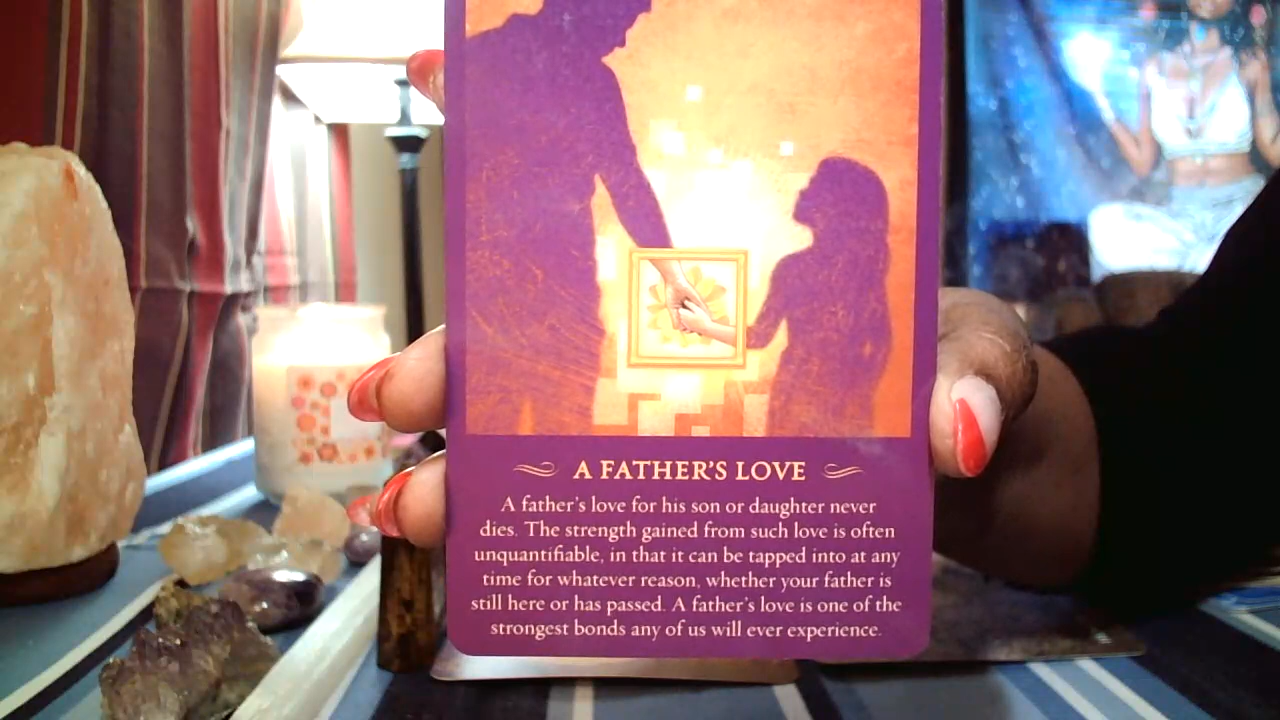 A FATHER'S LOVE
A father's love for his son or daughter never
dies. The strength gained from such love is often
unquantifiable, in that it can be tapped into at any
time for whatever reason, whether your father is
still here or has passed. A father's love is one of the
strongest bonds any of us will ever experience.